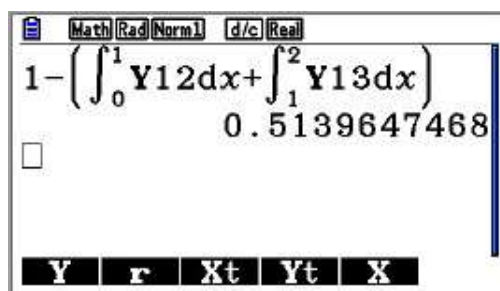 Math Rad Norm1 d/c Real
1-(∫₀¹Y12dx+∫₁²Y13dx)
0.5139647468
Y r Xt Yt X